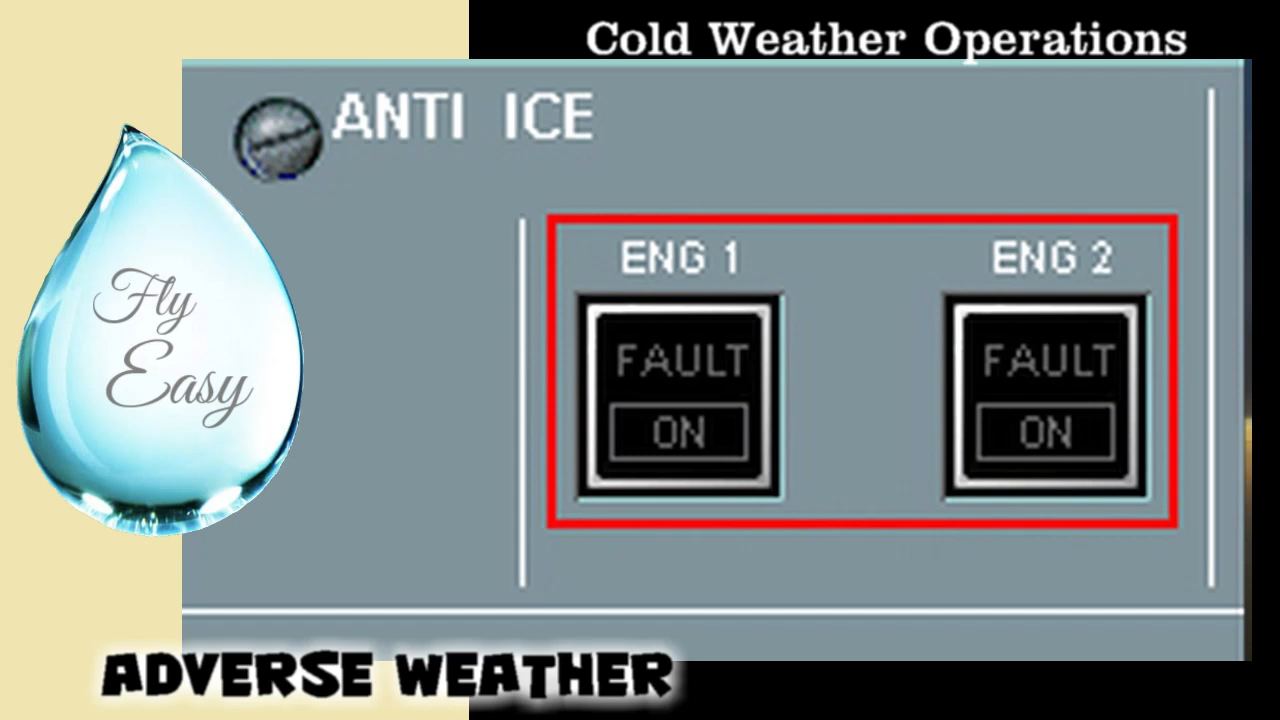 Cold Weather Operations
ANTI ICE
ENG 1 ENG 2
FAULT FAULT
ON ON
Fly
Easy
ADVERSE WEATHER